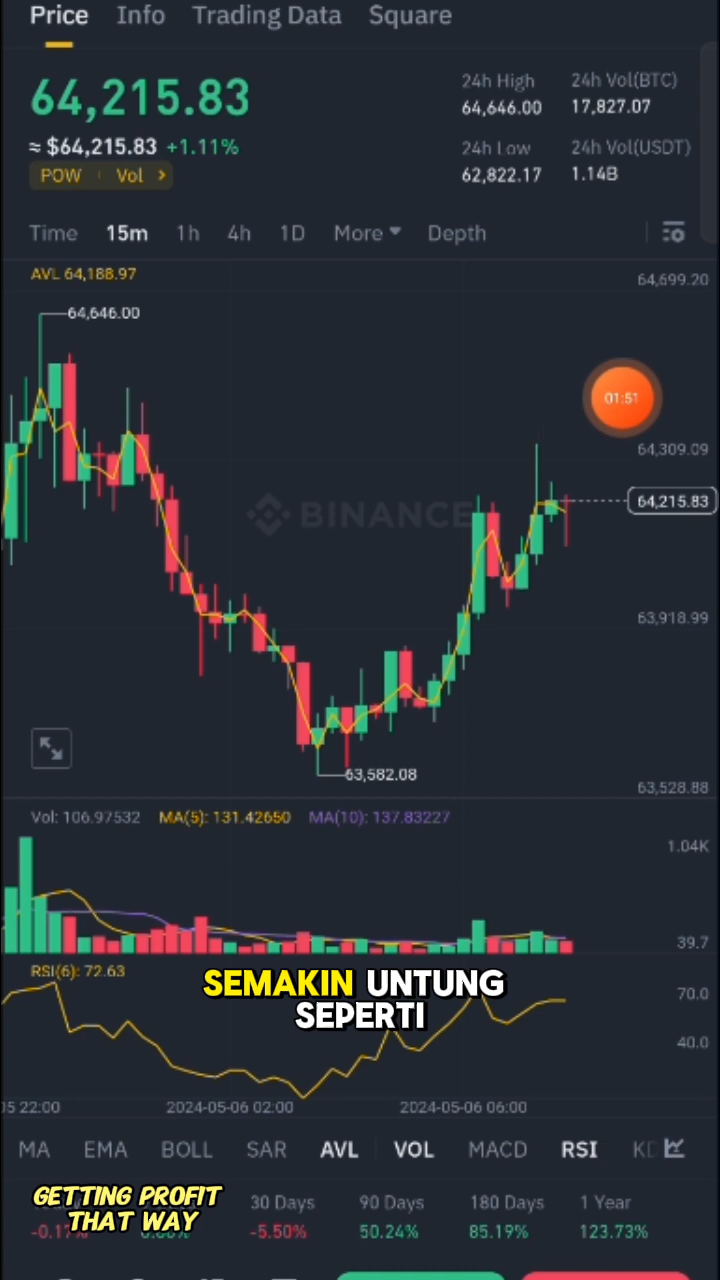 Price Info Trading Data Square
64,215.83
≈ $64,215.83 +1.11%
POW Vol >
24h High 24h Vol(BTC)
64,646.00 17,827.07
24h Low 24h Vol(USDT)
62,822.17 1.14B
Time 15m 1h 4h 1D More Depth
AVL 64,188.97
64,699.20
64,646.00
01:51
64,309.09
BINANCE
64,215.83
63,918.99
63,582.08
63,528.88
Vol: 106.97532 MA(5): 131.42650 MA(10): 137.83227
1.04K
39.7
RSI(6): 72.63
70.0
SEMAKIN UNTUNG
SEPERTI
40.0
05 22:00 2024-05-06 02:00 2024-05-06 06:00
MA EMA BOLL SAR AVL VOL MACD RSI KD
GETTING PROFIT
THAT WAY
30 Days 90 Days 180 Days 1 Year
-0.17% -5.50% 50.24% 85.19% 123.73%